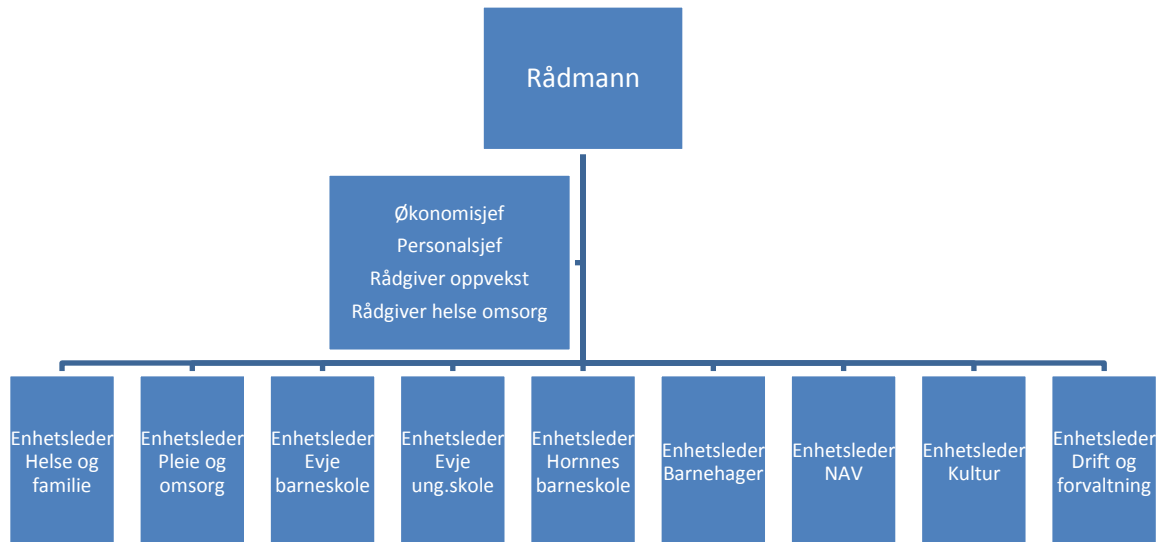 Rådmann
Økonomisjef
Personalsjef
Rådgiver oppvekst
Rådgiver helse omsorg
Enhetsleder
Helse og
familie
Enhetsleder
Pleie og
omsorg
Enhetsleder
Evje
barneskole
Enhetsleder
Evje
ung.skole
Enhetsleder
Hornnes
barneskole
Enhetsleder
Barnehager
Enhetsleder
NAV
Enhetsleder
Kultur
Enhetsleder
Drift og
forvaltning